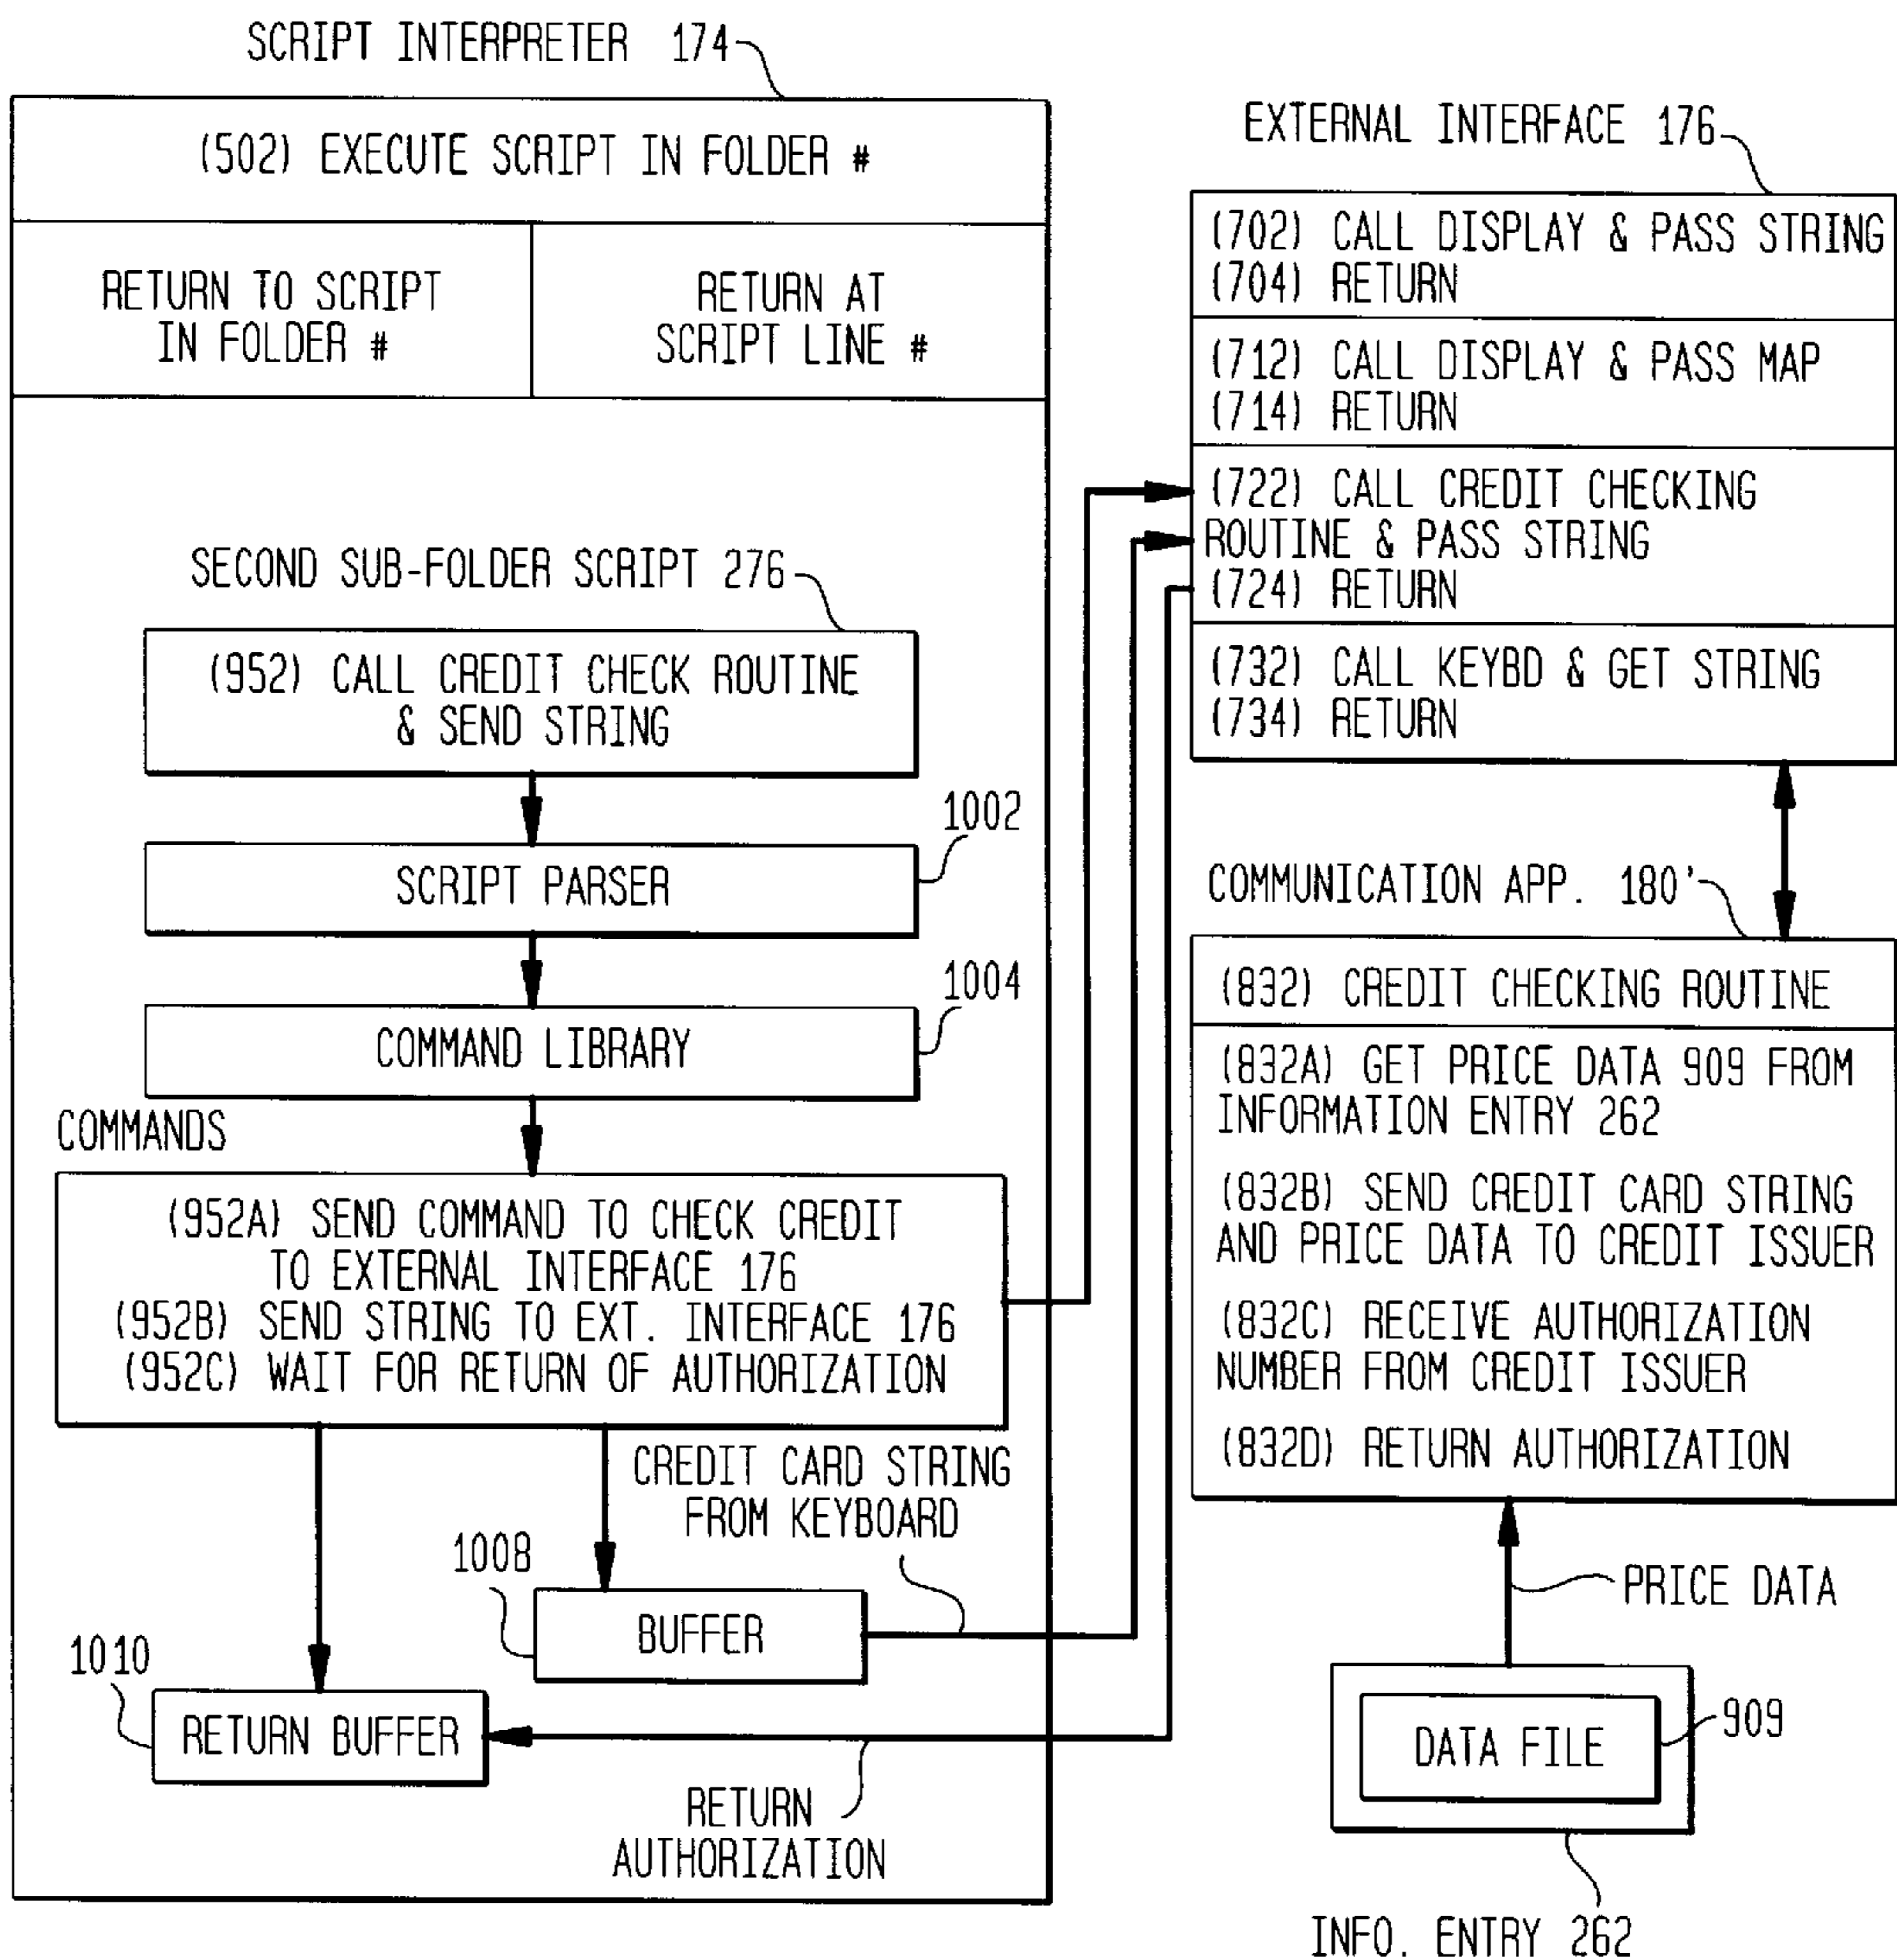 SCRIPT INTERPRETER 174
(502) EXECUTE SCRIPT IN FOLDER #
RETURN TO SCRIPT
IN FOLDER #
RETURN AT
SCRIPT LINE #
SECOND SUB-FOLDER SCRIPT 276
(952) CALL CREDIT CHECK ROUTINE
& SEND STRING
1002
SCRIPT PARSER
1004
COMMAND LIBRARY
COMMANDS
(952A) SEND COMMAND TO CHECK CREDIT
TO EXTERNAL INTERFACE 176
(952B) SEND STRING TO EXT. INTERFACE 176
(952C) WAIT FOR RETURN OF AUTHORIZATION
CREDIT CARD STRING
FROM KEYBOARD
1008
BUFFER
1010
RETURN BUFFER
RETURN
AUTHORIZATION
EXTERNAL INTERFACE 176
(702) CALL DISPLAY & PASS STRING
(704) RETURN
(712) CALL DISPLAY & PASS MAP
(714) RETURN
(722) CALL CREDIT CHECKING
ROUTINE & PASS STRING
(724) RETURN
(732) CALL KEYBD & GET STRING
(734) RETURN
COMMUNICATION APP. 180'
(832) CREDIT CHECKING ROUTINE
(832A) GET PRICE DATA 909 FROM
INFORMATION ENTRY 262
(832B) SEND CREDIT CARD STRING
AND PRICE DATA TO CREDIT ISSUER
(832C) RECEIVE AUTHORIZATION
NUMBER FROM CREDIT ISSUER
(832D) RETURN AUTHORIZATION
PRICE DATA
DATA FILE
909
INFO. ENTRY 262